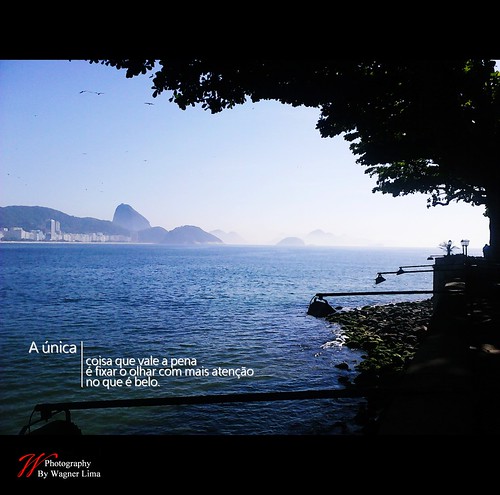 A única
coisa que vale a pena
é fixar o olhar com mais atenção
no que é belo.
W Photography
By Wagner Lima